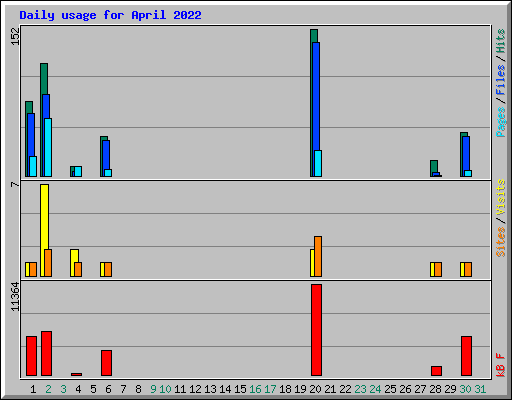 Daily usage for April 2022
152
Pages / Files / Hits
7
Sites / Visits
11364
kB F
1 2 3 4 5 6 7 8 9 10 11 12 13 14 15 16 17 18 19 20 21 22 23 24 25 26 27 28 29 30 31